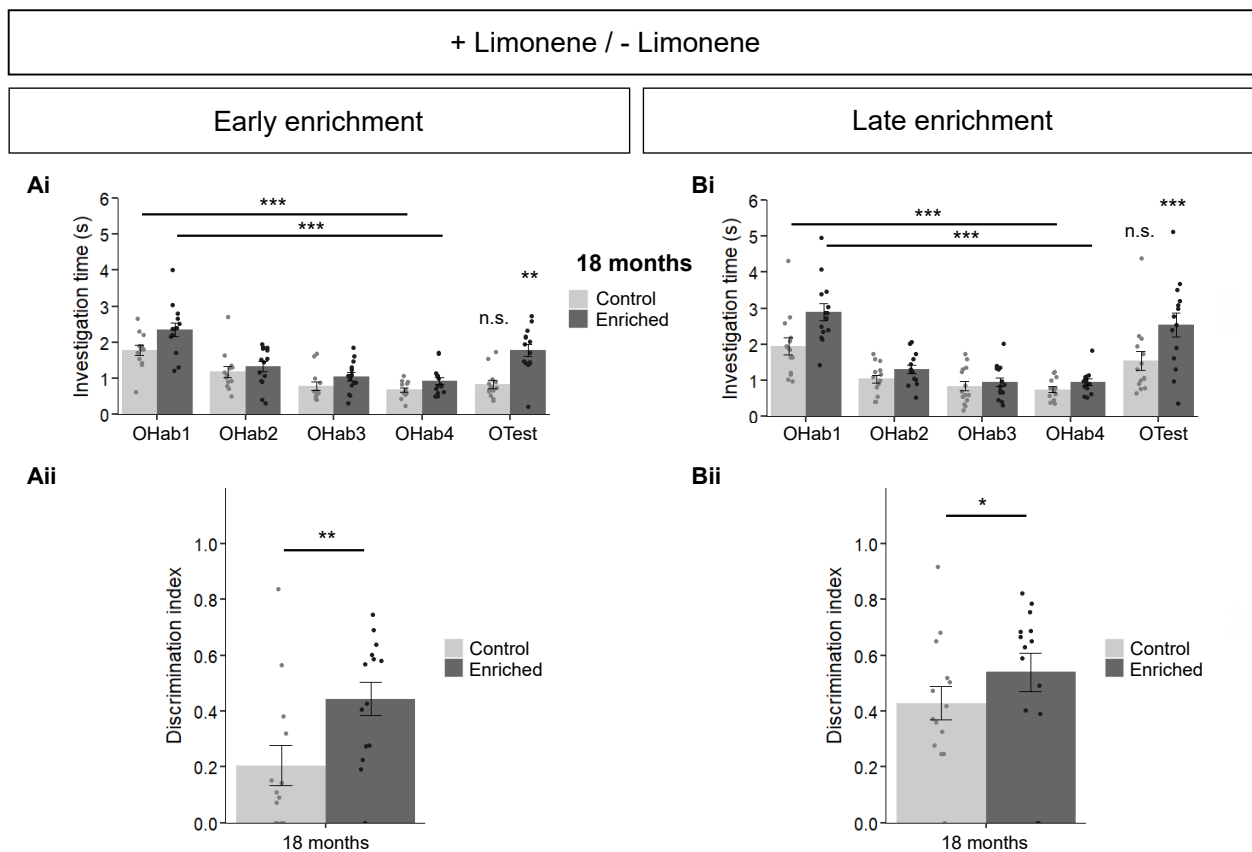 + Limonene / - Limonene
Early enrichment
Late enrichment
Ai
Investigation time (s)
6
5
4
3
2
1
0
***
***
n.s.
**
OHab1 OHab2 OHab3 OHab4 OTest
18 months
Control
Enriched
Bi
Investigation time (s)
6
5
4
3
2
1
0
***
***
n.s.
***
OHab1 OHab2 OHab3 OHab4 OTest
Aii
Discrimination index
1.0
0.8
0.6
0.4
0.2
0.0
**
18 months
Control
Enriched
Bii
Discrimination index
1.0
0.8
0.6
0.4
0.2
0.0
*
18 months
Control
Enriched